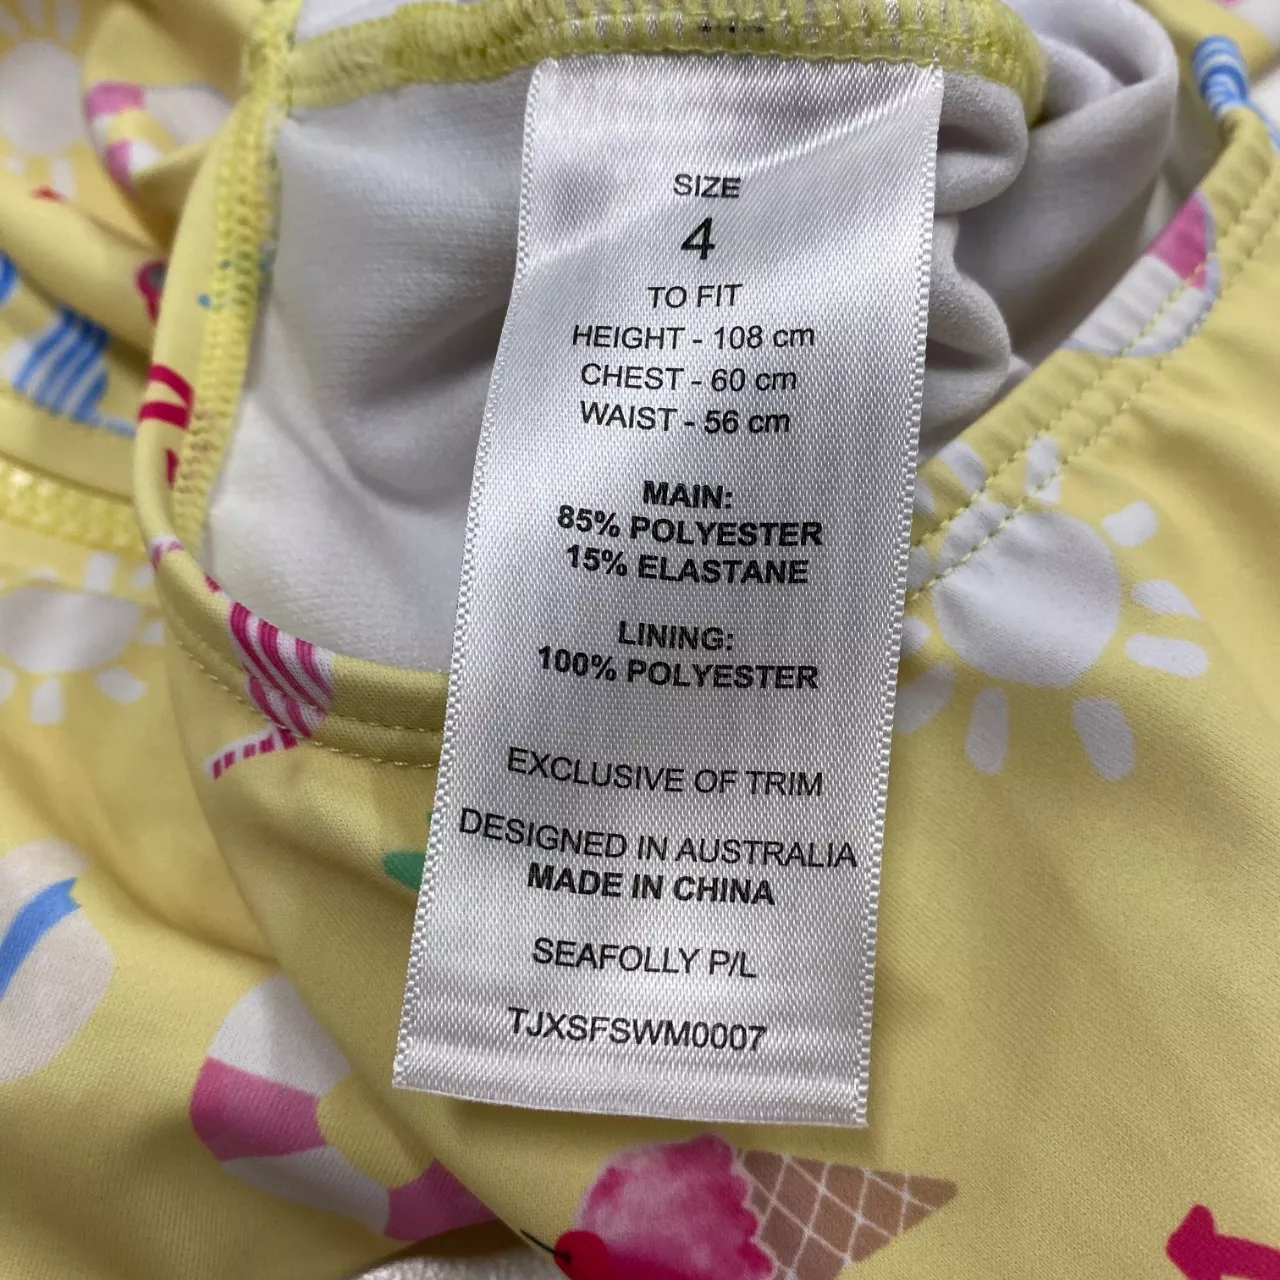 SIZE
4
TO FIT
HEIGHT - 108 cm
CHEST - 60 cm
WAIST - 56 cm
MAIN:
85% POLYESTER
15% ELASTANE
LINING:
100% POLYESTER
EXCLUSIVE OF TRIM
DESIGNED IN AUSTRALIA
MADE IN CHINA
SEAFOLLY P/L
TJXSFSWM0007